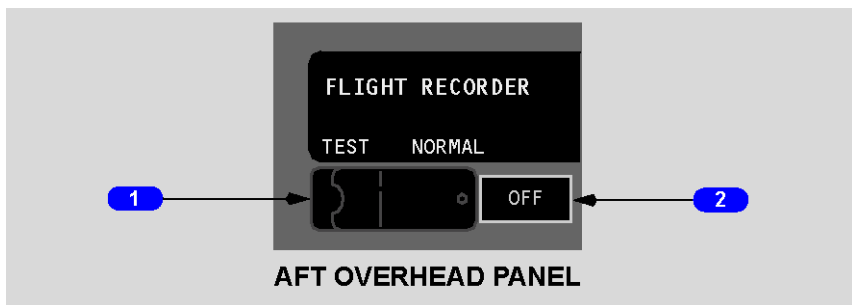 FLIGHT RECORDER
TEST NORMAL
1 OFF 2
AFT OVERHEAD PANEL